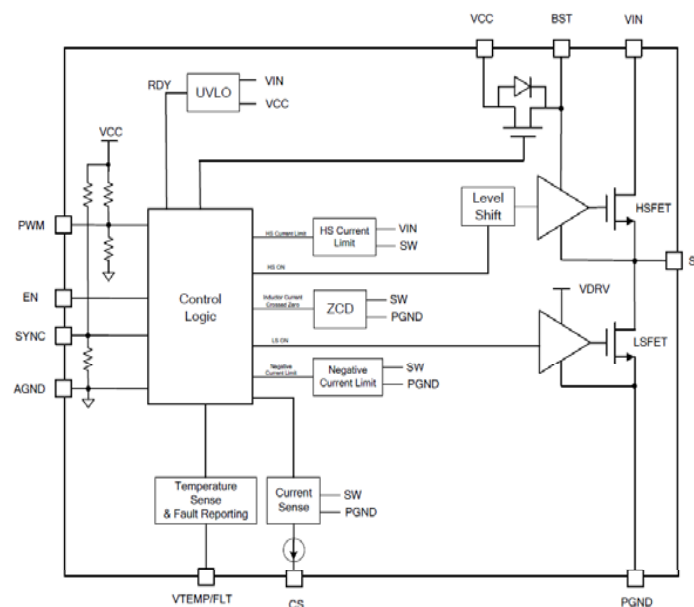 VCC
BST
VIN
RDY
UVLO
VIN
VCC
VCC
PWM
EN
SYNC
AGND
Control
Logic
HS Current Limit
HS Current
Limit
VIN
SW
HS ON
Level
Shift
HSFET
S
Inductor Current
Crossed Zero
ZCD
SW
PGND
VDRV
LS ON
LSFET
Negative
Current Limit
Negative
Current Limit
SW
PGND
Temperature
Sense
& Fault Reporting
Current
Sense
SW
PGND
VTEMP/FLT
CS
PGND